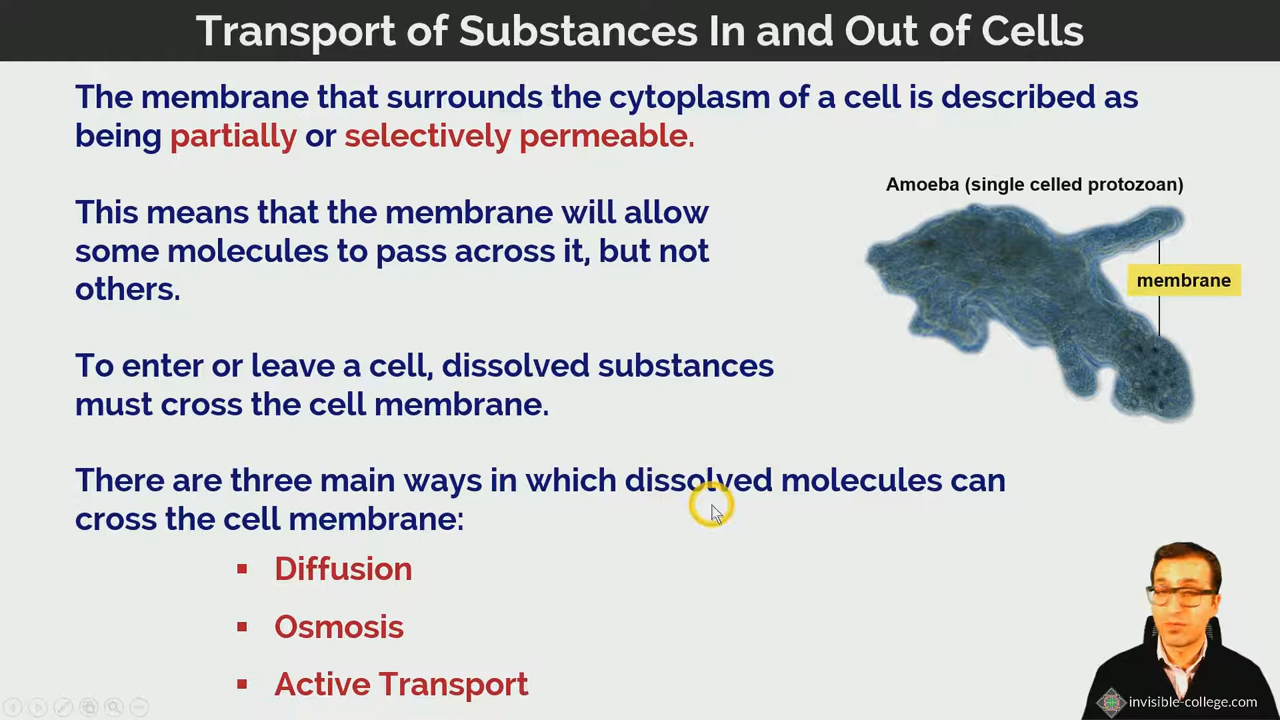 Transport of Substances In and Out of Cells
The membrane that surrounds the cytoplasm of a cell is described as
being partially or selectively permeable.
Amoeba (single celled protozoan)
This means that the membrane will allow
some molecules to pass across it, but not
others.
membrane
To enter or leave a cell, dissolved substances
must cross the cell membrane.
There are three main ways in which dissolved molecules can
cross the cell membrane:
▪ Diffusion
▪ Osmosis
▪ Active Transport
invisible-college.com